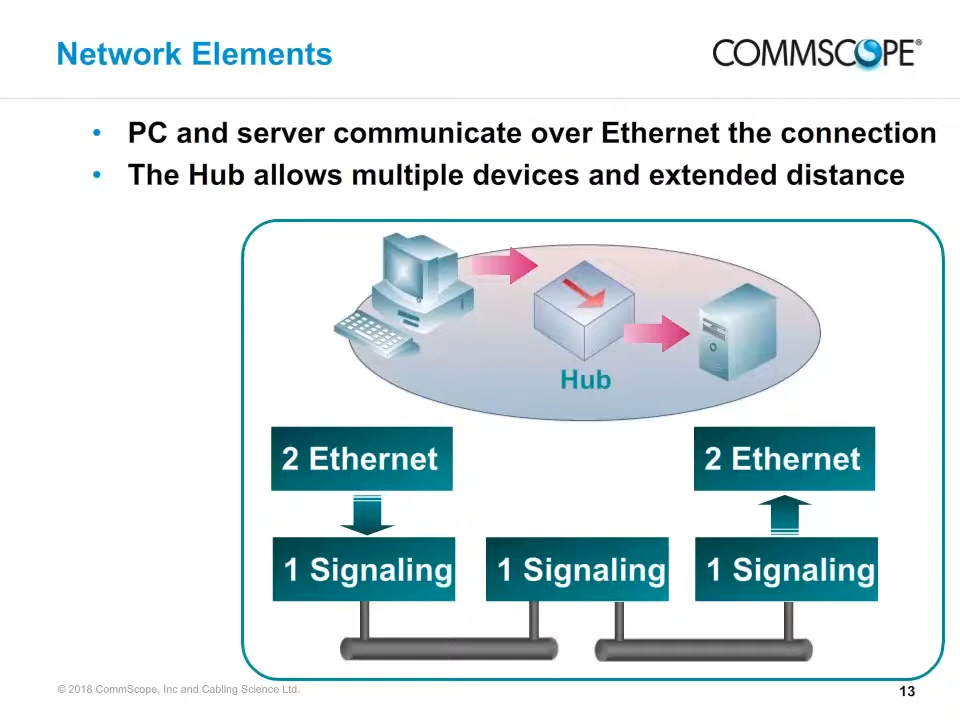 Network Elements
COMMSCOPE®
• PC and server communicate over Ethernet the connection
• The Hub allows multiple devices and extended distance
Hub
2 Ethernet
2 Ethernet
1 Signaling
1 Signaling
1 Signaling
© 2018 CommScope, Inc and Cabling Science Ltd.
13